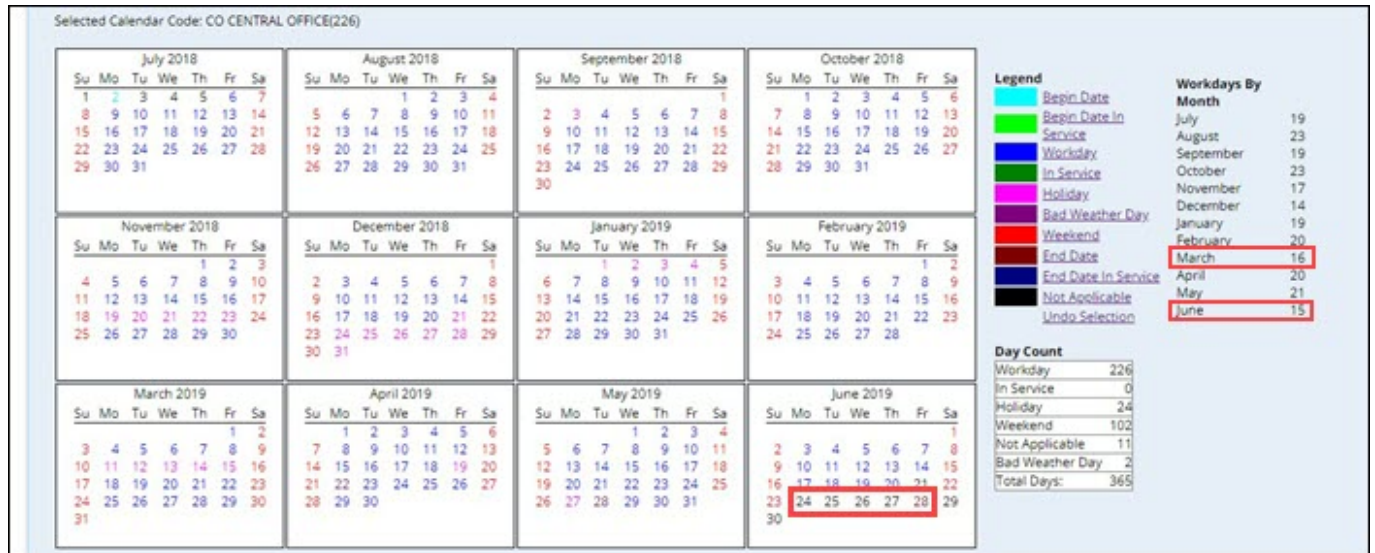 Selected Calendar Code: CO CENTRAL OFFICE(226)
July 2018
Su Mo Tu We Th Fr Sa
1 2 3 4 5 6 7
8 9 10 11 12 13 14
15 16 17 18 19 20 21
22 23 24 25 26 27 28
29 30 31
August 2018
Su Mo Tu We Th Fr Sa
1 2 3 4
5 6 7 8 9 10 11
12 13 14 15 16 17 18
19 20 21 22 23 24 25
26 27 28 29 30 31
September 2018
Su Mo Tu We Th Fr Sa
1
2 3 4 5 6 7 8
9 10 11 12 13 14 15
16 17 18 19 20 21 22
23 24 25 26 27 28 29
30
October 2018
Su Mo Tu We Th Fr Sa
1 2 3 4 5 6
7 8 9 10 11 12 13
14 15 16 17 18 19 20
21 22 23 24 25 26 27
28 29 30 31
November 2018
Su Mo Tu We Th Fr Sa
1 2 3
4 5 6 7 8 9 10
11 12 13 14 15 16 17
18 19 20 21 22 23 24
25 26 27 28 29 30
December 2018
Su Mo Tu We Th Fr Sa
1
2 3 4 5 6 7 8
9 10 11 12 13 14 15
16 17 18 19 20 21 22
23 24 25 26 27 28 29
30 31
January 2019
Su Mo Tu We Th Fr Sa
1 2 3 4 5
6 7 8 9 10 11 12
13 14 15 16 17 18 19
20 21 22 23 24 25 26
27 28 29 30 31
February 2019
Su Mo Tu We Th Fr Sa
1 2
3 4 5 6 7 8 9
10 11 12 13 14 15 16
17 18 19 20 21 22 23
24 25 26 27 28
March 2019
Su Mo Tu We Th Fr Sa
1 2
3 4 5 6 7 8 9
10 11 12 13 14 15 16
17 18 19 20 21 22 23
24 25 26 27 28 29 30
31
April 2019
Su Mo Tu We Th Fr Sa
1 2 3 4 5 6
7 8 9 10 11 12 13
14 15 16 17 18 19 20
21 22 23 24 25 26 27
28 29 30
May 2019
Su Mo Tu We Th Fr Sa
1 2 3 4
5 6 7 8 9 10 11
12 13 14 15 16 17 18
19 20 21 22 23 24 25
26 27 28 29 30 31
June 2019
Su Mo Tu We Th Fr Sa
1
2 3 4 5 6 7 8
9 10 11 12 13 14 15
16 17 18 19 20 21 22
23 24 25 26 27 28 29
30
Legend
Begin Date
Begin Date In
Service
Workday
In Service
Holiday
Bad Weather Day
Weekend
End Date
End Date In Service
Not Applicable
Undo Selection
Workdays By
Month
July 19
August 23
September 19
October 23
November 17
December 14
January 19
February 20
March 16
April 20
May 21
June 15
Day Count
Workday 226
In Service 0
Holiday 24
Weekend 102
Not Applicable 11
Bad Weather Day 2
Total Days: 365